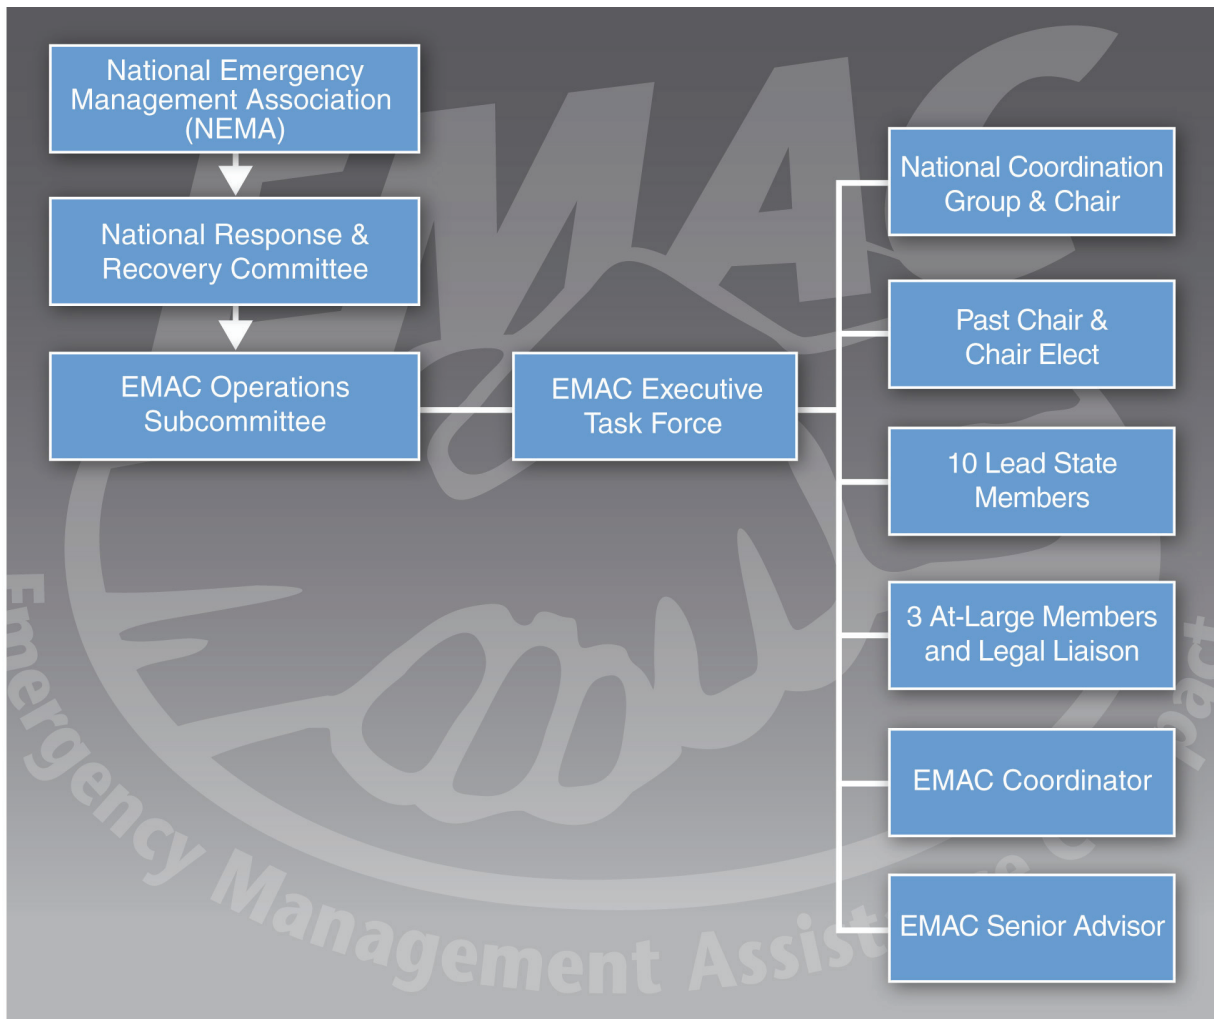 National Emergency
Management Association
(NEMA)
National Response &
Recovery Committee
EMAC Operations
Subcommittee
EMAC Executive
Task Force
National Coordination
Group & Chair
Past Chair &
Chair Elect
10 Lead State
Members
3 At-Large Members
and Legal Liaison
EMAC Coordinator
EMAC Senior Advisor
EMAC
Emergency Management Assistance